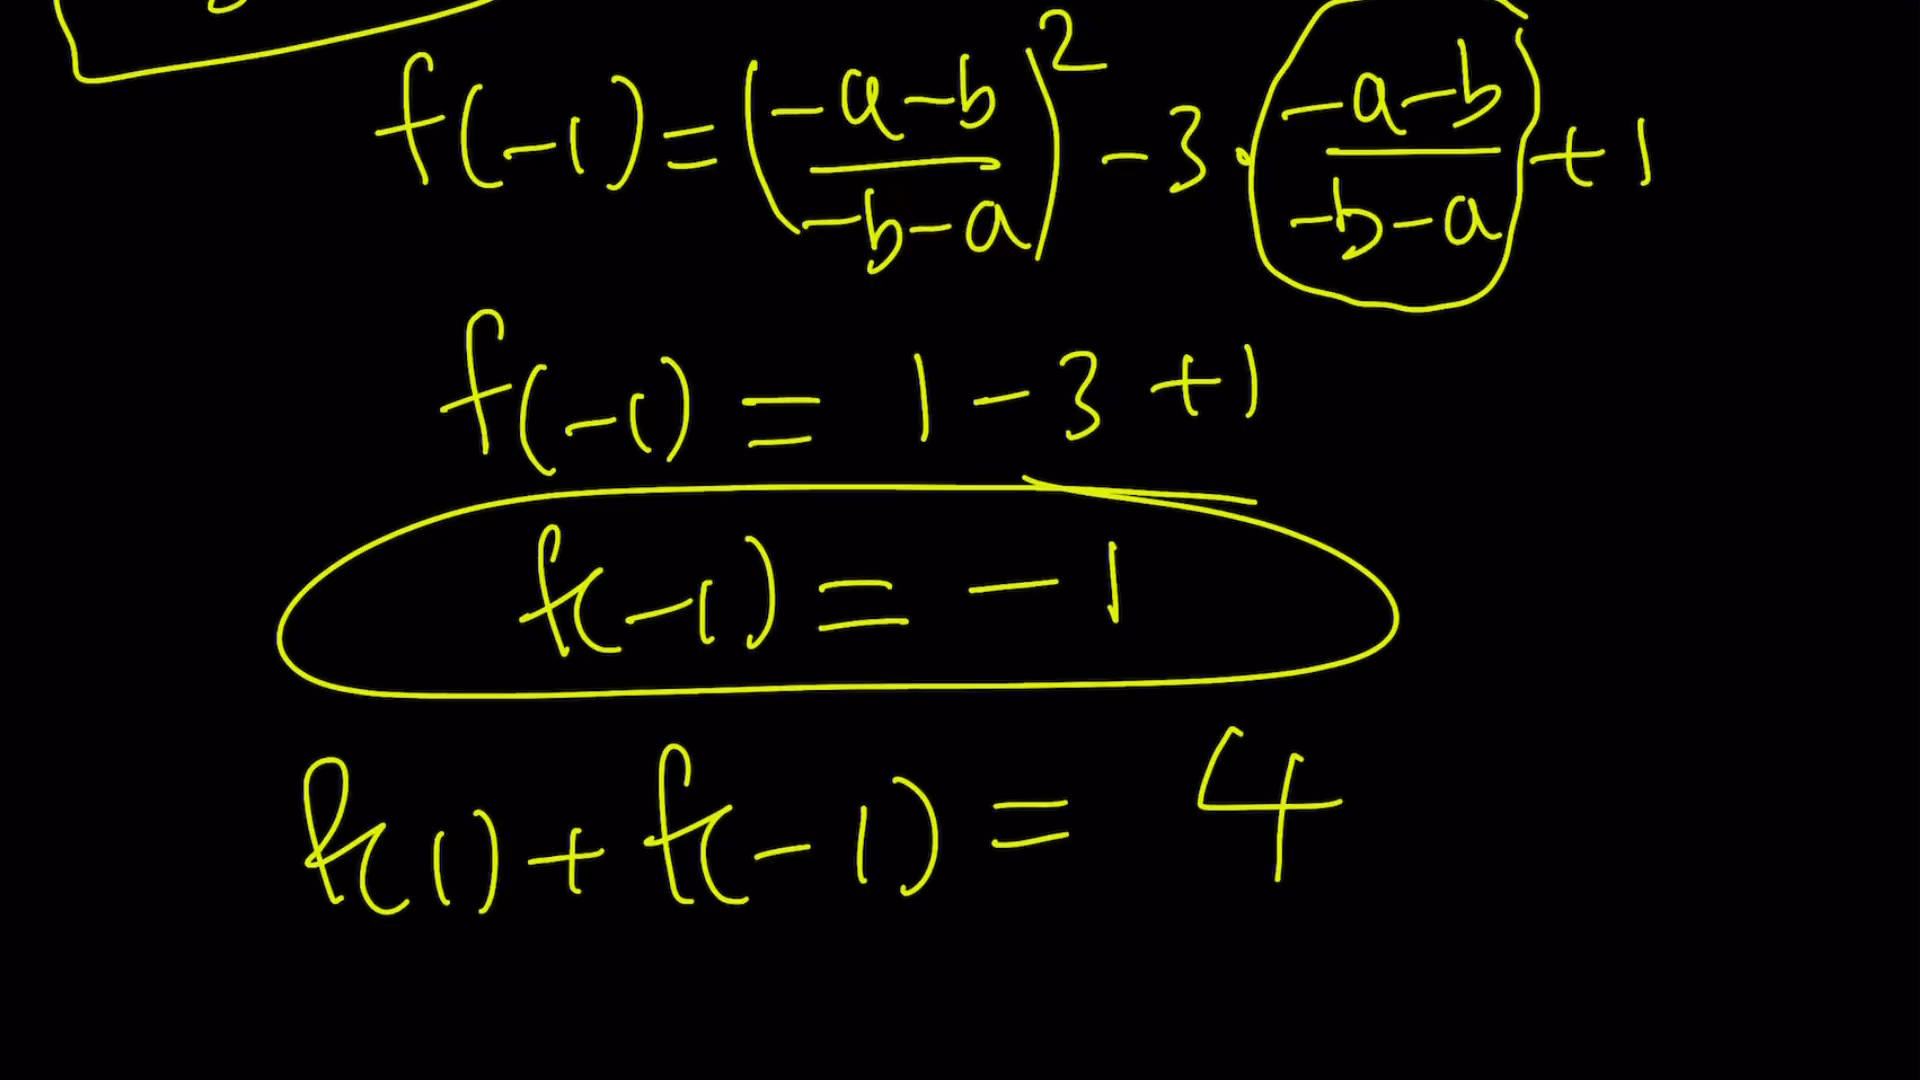 f(-1) = (-a-b / -b-a)² - 3 · (-a-b / -b-a) + 1
f(-1) = 1 - 3 + 1
f(-1) = -1
f(1) + f(-1) = 4